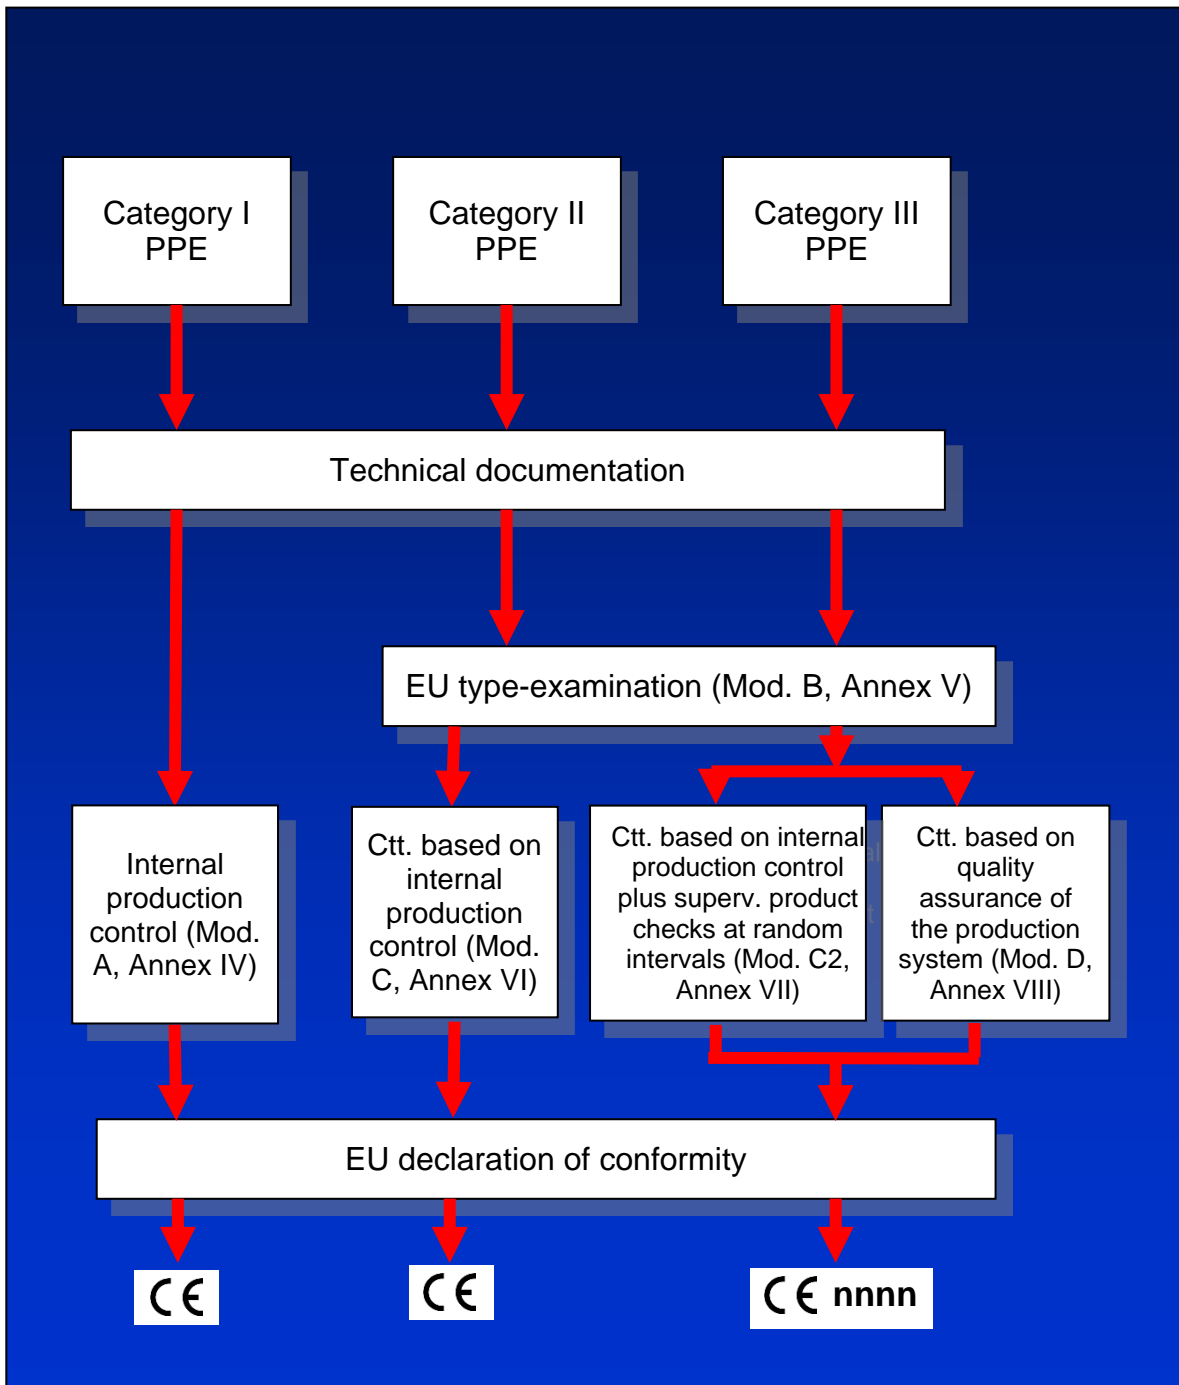 Category I
PPE
Category II
PPE
Category III
PPE
Technical documentation
EU type-examination (Mod. B, Annex V)
Internal
production
control (Mod.
A, Annex IV)
Ctt. based on
internal
production
control (Mod.
C, Annex VI)
Ctt. based on internal
production control
plus superv. product
checks at random
intervals (Mod. C2,
Annex VII)
Ctt. based on
quality
assurance of
the production
system (Mod. D,
Annex VIII)
EU declaration of conformity
CE
CE
CE nnnn